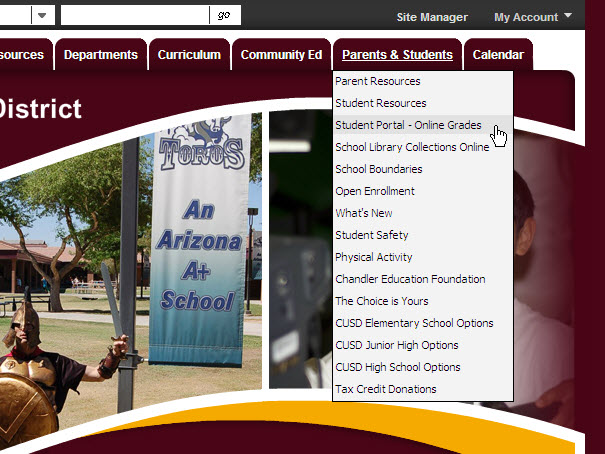 go
Site Manager
My Account
sources
Departments
Curriculum
Community Ed
Parents & Students
Calendar
District
Parent Resources
Student Resources
Student Portal - Online Grades
School Library Collections Online
School Boundaries
Open Enrollment
What's New
Student Safety
Physical Activity
Chandler Education Foundation
The Choice is Yours
CUSD Elementary School Options
CUSD Junior High Options
CUSD High School Options
Tax Credit Donations
TOROS
An
Arizona
A+
School